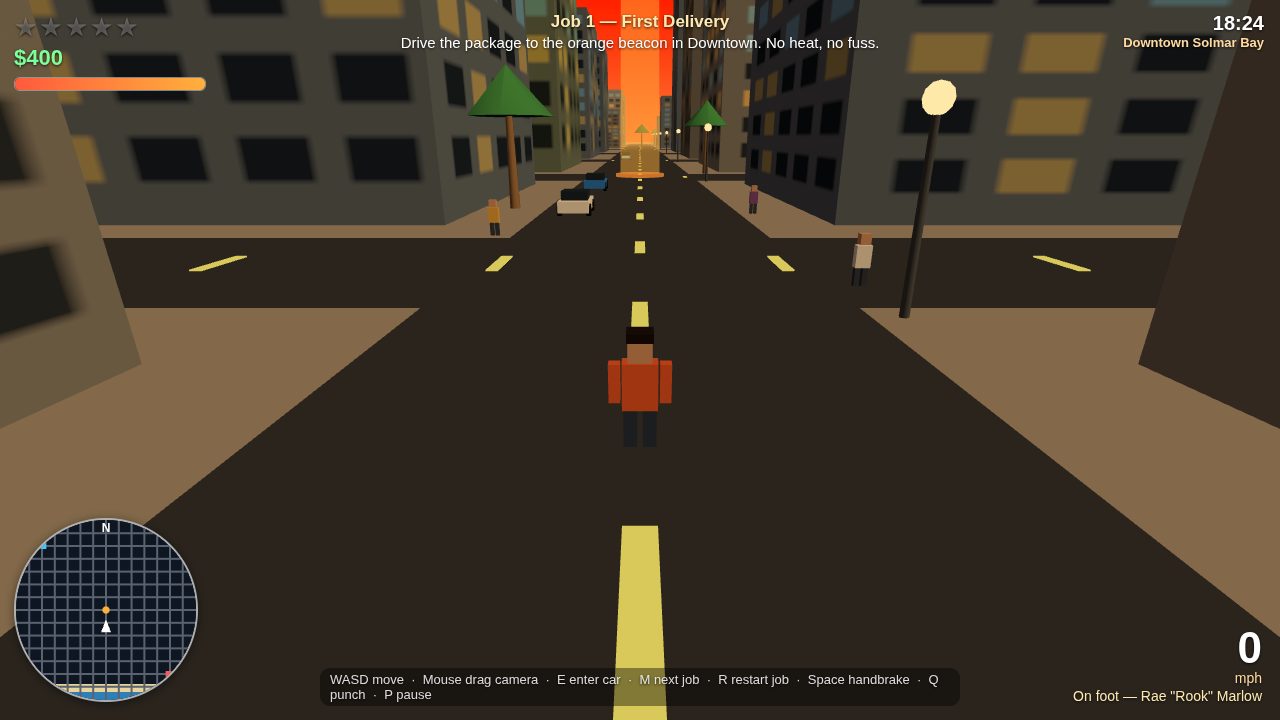 Job 1 — First Delivery
Drive the package to the orange beacon in Downtown. No heat, no fuss.
18:24
Downtown Solmar Bay
$400
N
WASD move · Mouse drag camera · E enter car · M next job · R restart job · Space handbrake · Q
punch · P pause
0
mph
On foot — Rae "Rook" Marlow